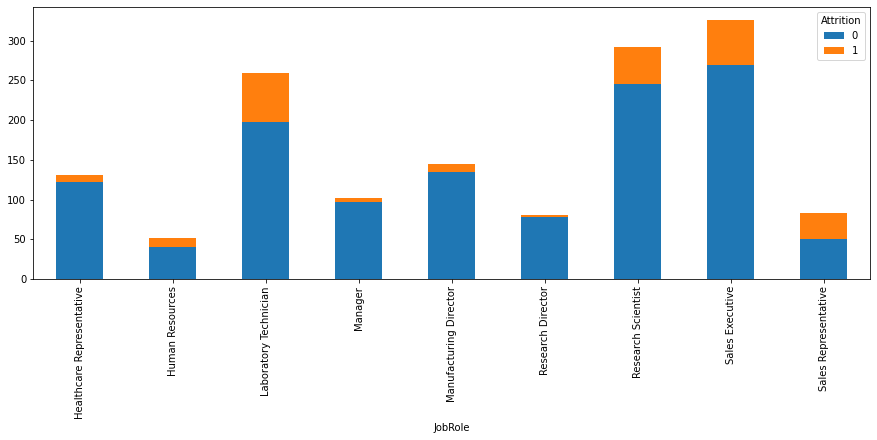 Attrition
0
1
300
250
200
150
100
50
0
Healthcare Representative
Human Resources
Laboratory Technician
Manager
Manufacturing Director
Research Director
Research Scientist
Sales Executive
Sales Representative
JobRole